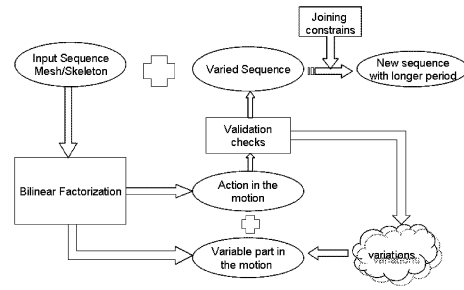 Joining
constrains
Input Sequence
Mesh/Skeleton
Varied Sequence
New sequence
with longer period
Validation
checks
Bilinear Factorization
Action in the
motion
Variable part in
the motion
variations